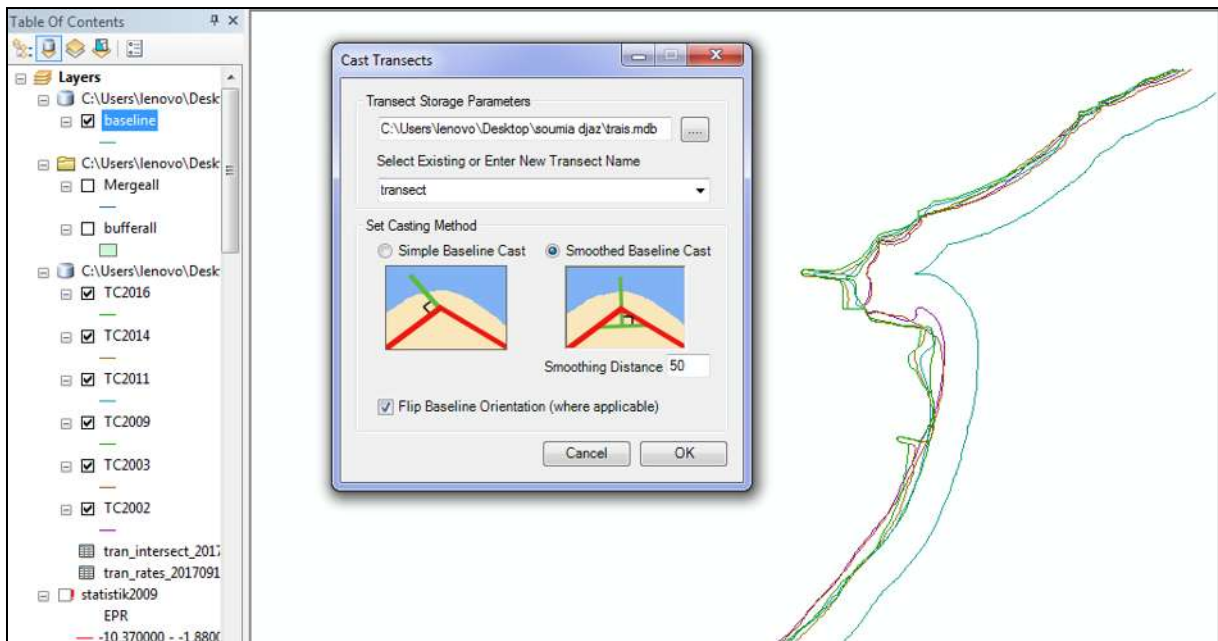 Table Of Contents
Layers
C:\Users\lenovo\Desk
baseline
C:\Users\lenovo\Desk
Mergeall
bufferall
C:\Users\lenovo\Desk
TC2016
TC2014
TC2011
TC2009
TC2003
TC2002
tran_intersect_2017
tran_rates_2017091
statistik2009
EPR
-10.370000 - -1.8800
Cast Transects
Transect Storage Parameters
C:\Users\lenovo\Desktop\soumia djaz\trais.mdb
....
Select Existing or Enter New Transect Name
transect
Set Casting Method
Simple Baseline Cast
Smoothed Baseline Cast
Smoothing Distance 50
Flip Baseline Orientation (where applicable)
Cancel
OK